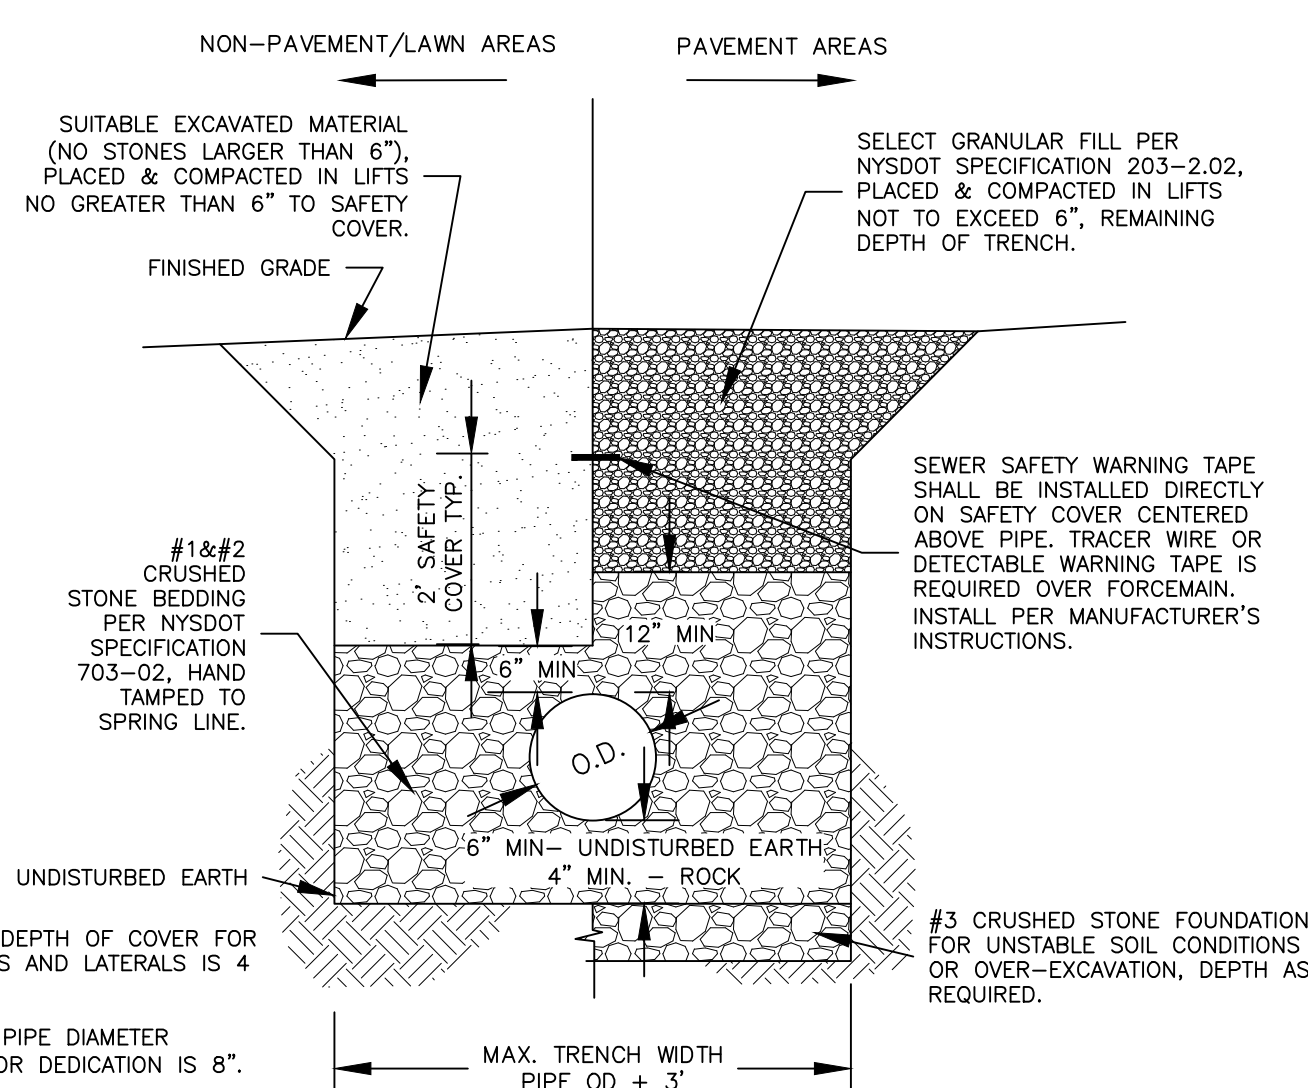 NON-PAVEMENT/LAWN AREAS
PAVEMENT AREAS
SUITABLE EXCAVATED MATERIAL
(NO STONES LARGER THAN 6"),
PLACED & COMPACTED IN LIFTS
NO GREATER THAN 6" TO SAFETY
COVER.
SELECT GRANULAR FILL PER
NYSDOT SPECIFICATION 203-2.02,
PLACED & COMPACTED IN LIFTS
NOT TO EXCEED 6", REMAINING
DEPTH OF TRENCH.
FINISHED GRADE
2' SAFETY
COVER TYP.
SEWER SAFETY WARNING TAPE
SHALL BE INSTALLED DIRECTLY
ON SAFETY COVER CENTERED
ABOVE PIPE. TRACER WIRE OR
DETECTABLE WARNING TAPE IS
REQUIRED OVER FORCEMAIN.
INSTALL PER MANUFACTURER'S
INSTRUCTIONS.
#1&#2
CRUSHED
STONE BEDDING
PER NYSDOT
SPECIFICATION
703-02, HAND
TAMPED TO
SPRING LINE.
12" MIN
6" MIN
O.D.
6" MIN- UNDISTURBED EARTH
4" MIN. - ROCK
UNDISTURBED EARTH
DEPTH OF COVER FOR
S AND LATERALS IS 4
#3 CRUSHED STONE FOUNDATION
FOR UNSTABLE SOIL CONDITIONS
OR OVER-EXCAVATION, DEPTH AS
REQUIRED.
PIPE DIAMETER
OR DEDICATION IS 8".
MAX. TRENCH WIDTH
PIPE OD + 3'